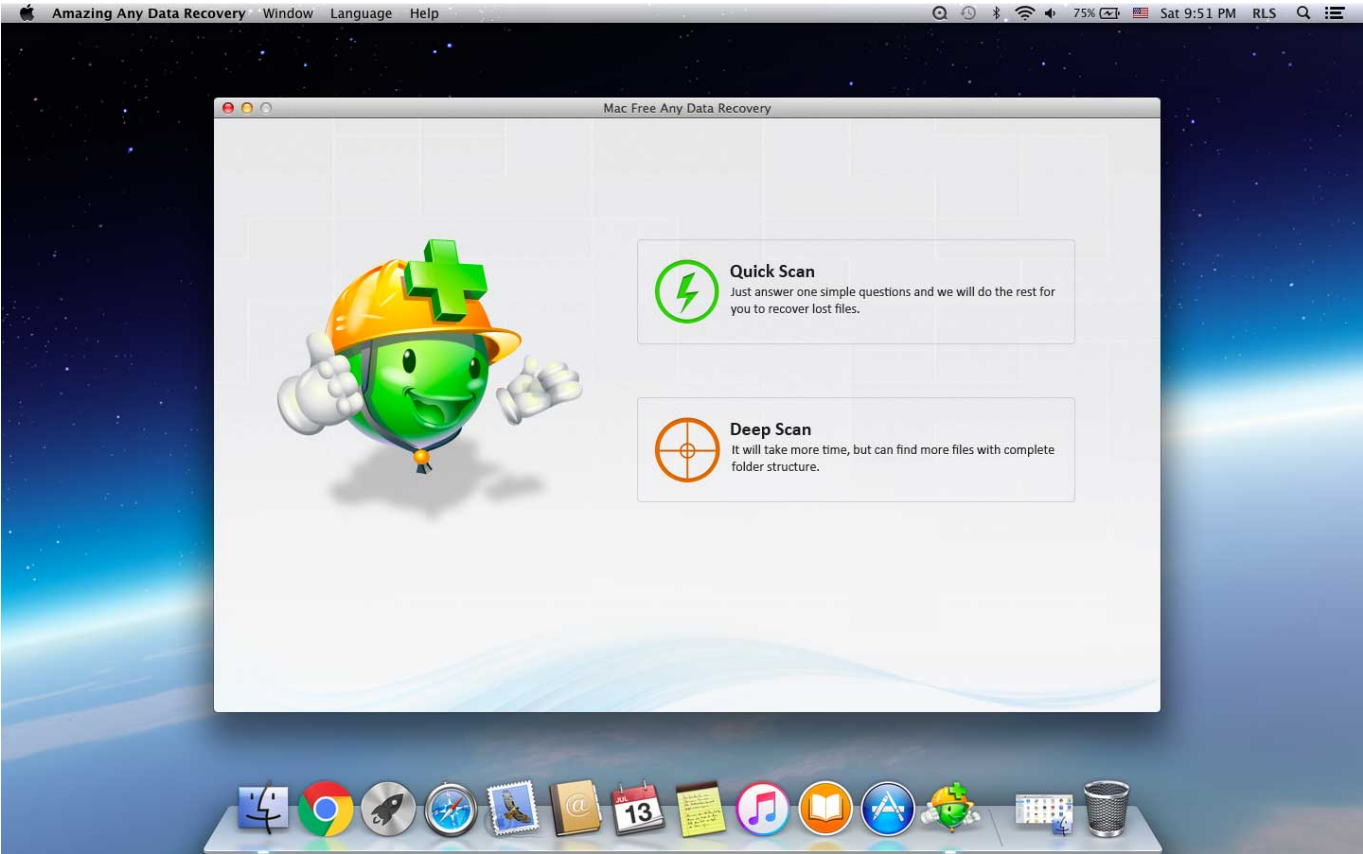 Amazing Any Data Recovery Window Language Help 75% Sat 9:51 PM RLS
Mac Free Any Data Recovery
Quick Scan
Just answer one simple questions and we will do the rest for
you to recover lost files.
Deep Scan
It will take more time, but can find more files with complete
folder structure.
@
JUL
13